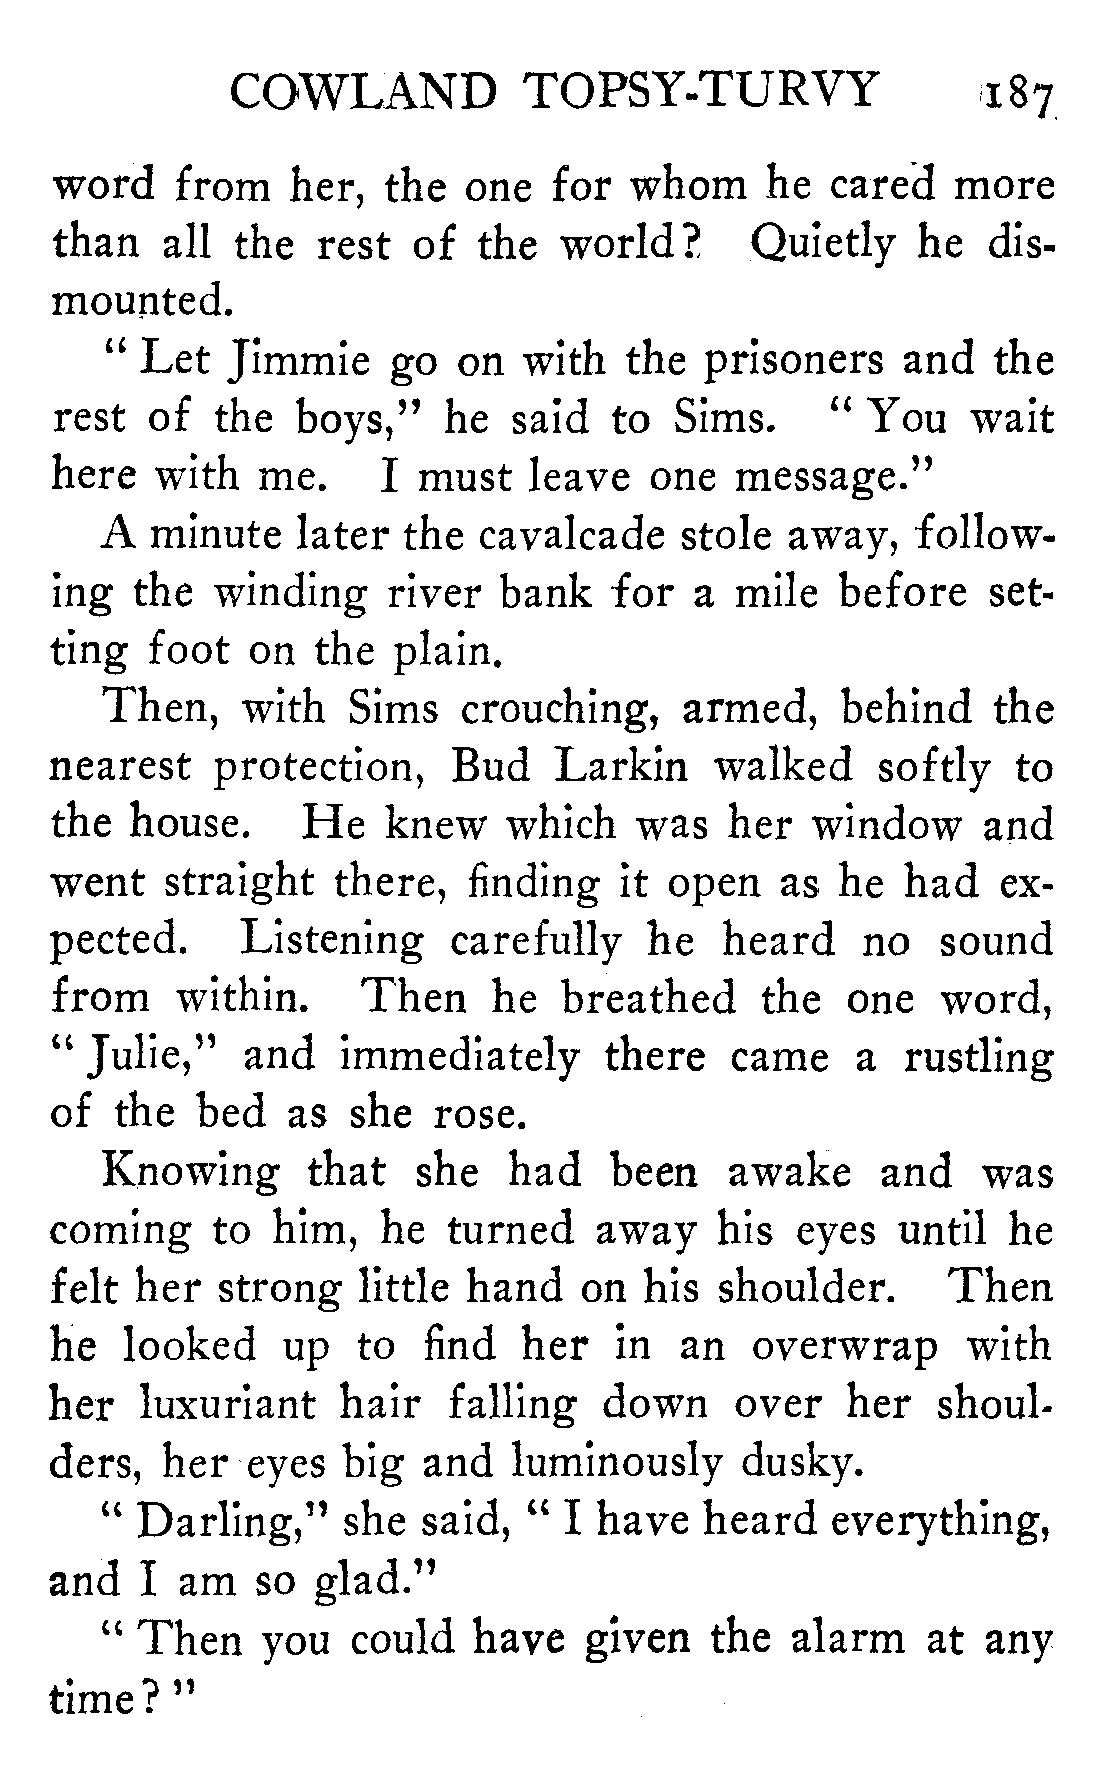 COWLAND TOPSY-TURVY 187
word from her, the one for whom he cared more
than all the rest of the world? Quietly he dis-
mounted.
" Let Jimmie go on with the prisoners and the
rest of the boys," he said to Sims. " You wait
here with me. I must leave one message."
A minute later the cavalcade stole away, follow-
ing the winding river bank for a mile before set-
ting foot on the plain.
Then, with Sims crouching, armed, behind the
nearest protection, Bud Larkin walked softly to
the house. He knew which was her window and
went straight there, finding it open as he had ex-
pected. Listening carefully he heard no sound
from within. Then he breathed the one word,
" Julie," and immediately there came a rustling
of the bed as she rose.
Knowing that she had been awake and was
coming to him, he turned away his eyes until he
felt her strong little hand on his shoulder. Then
he looked up to find her in an overwrap with
her luxuriant hair falling down over her shoul-
ders, her eyes big and luminously dusky.
" Darling," she said, " I have heard everything,
and I am so glad."
" Then you could have given the alarm at any
time? "